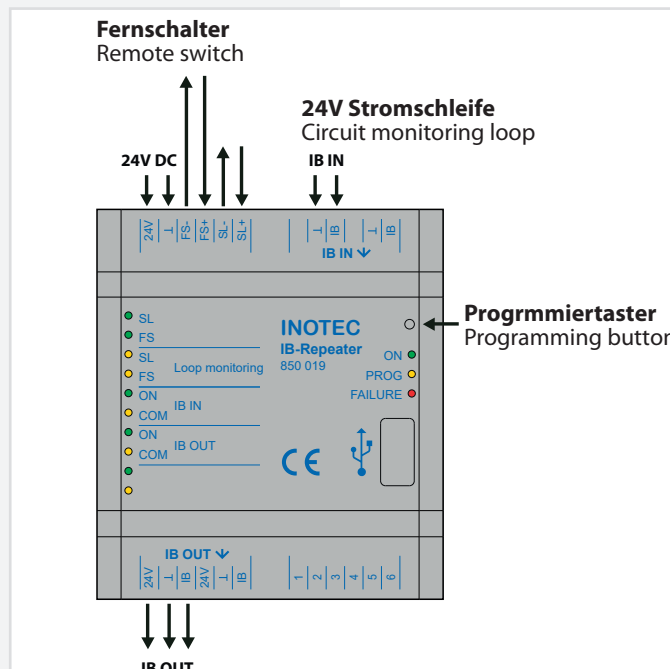 Fernschalter
Remote switch
24V Stromschleife
Circuit monitoring loop
24V DC
IB IN
24V ⊥ FS- FS+ SL- SL+
⊥ IB ⊥ IB
IB IN
SL
FS
SL
FS
Loop monitoring
ON
COM
IB IN
ON
COM
IB OUT
INOTEC
IB-Repeater
850 019
ON
PROG
FAILURE
CE
Progrmmiertaster
Programming button
IB OUT
24V ⊥ IB 24V ⊥ IB
1 2 3 4 5 6
IB OUT